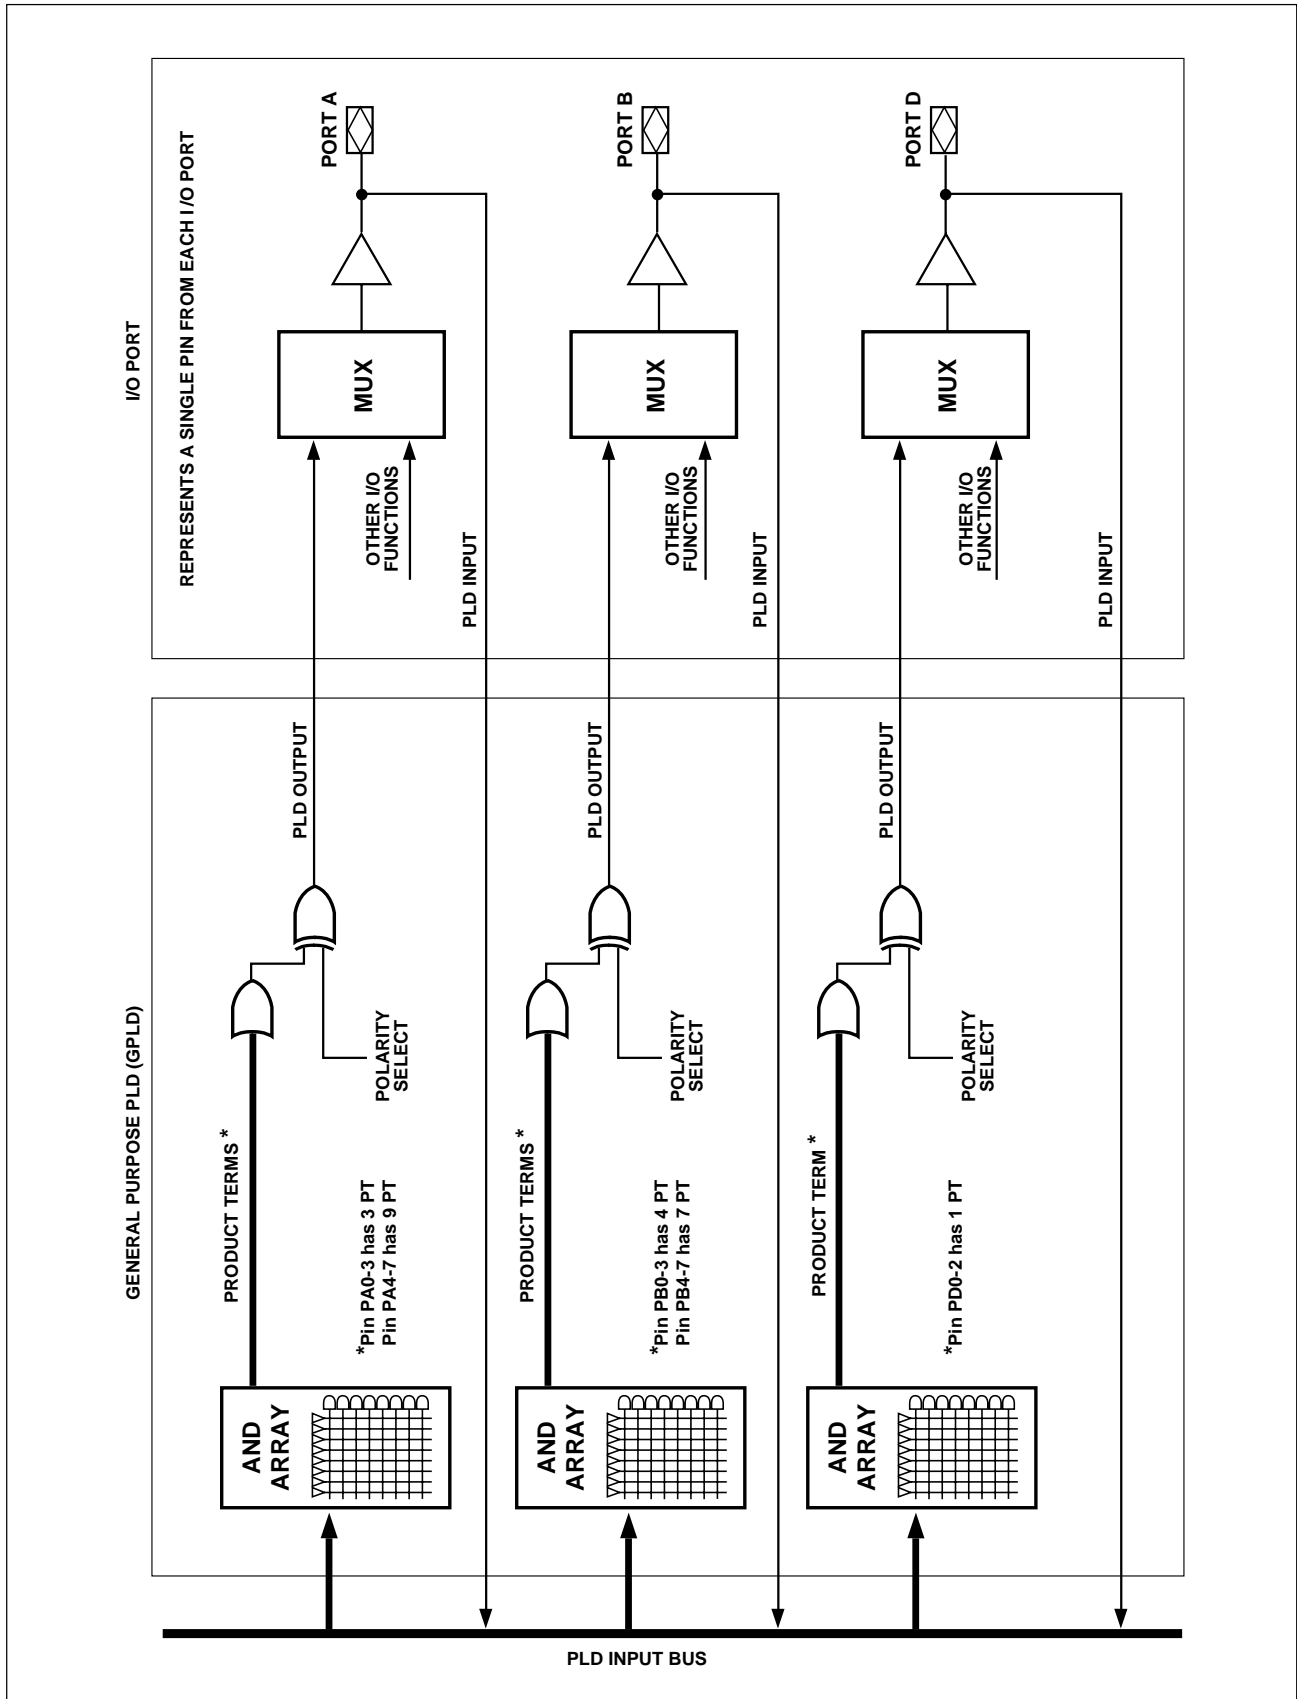 GENERAL PURPOSE PLD (GPLD)
I/O PORT
REPRESENTS A SINGLE PIN FROM EACH I/O PORT
AND
ARRAY
PRODUCT TERMS *
*Pin PA0-3 has 3 PT
Pin PA4-7 has 9 PT
POLARITY
SELECT
PLD OUTPUT
OTHER I/O
FUNCTIONS
MUX
PORT A
PLD INPUT
AND
ARRAY
PRODUCT TERMS *
*Pin PB0-3 has 4 PT
Pin PB4-7 has 7 PT
POLARITY
SELECT
PLD OUTPUT
OTHER I/O
FUNCTIONS
MUX
PORT B
PLD INPUT
AND
ARRAY
PRODUCT TERM *
*Pin PD0-2 has 1 PT
POLARITY
SELECT
PLD OUTPUT
OTHER I/O
FUNCTIONS
MUX
PORT D
PLD INPUT
PLD INPUT BUS